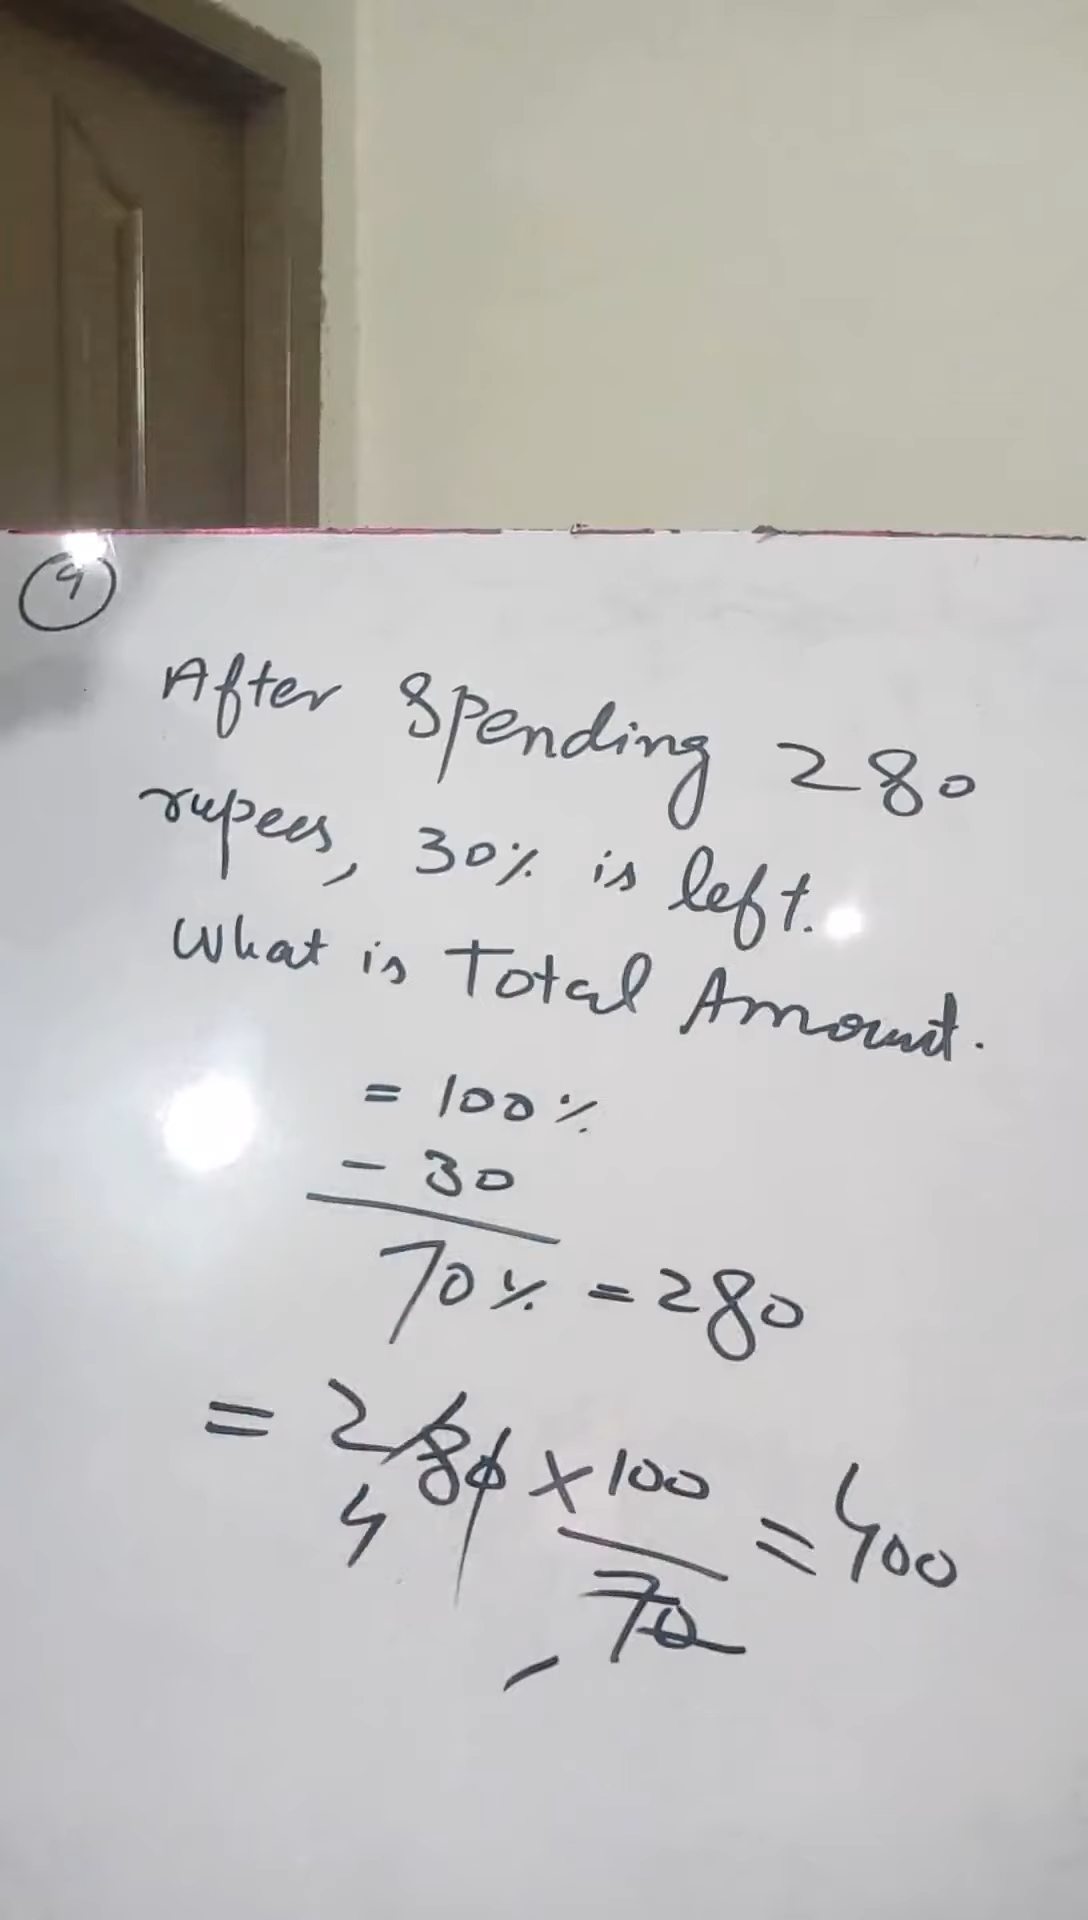 9
After Spending 280
rupees, 30% is left.
What is Total Amount.
= 100%
- 30
70% = 280
= 280 x 100 = 400
4
70